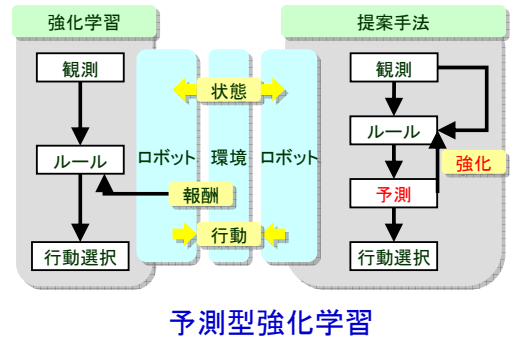 強化学習
提案手法
観測
観測
状態
ルール
ルール
ロボット
環境
ロボット
強化
報酬
予測
行動
行動選択
行動選択
予測型強化学習